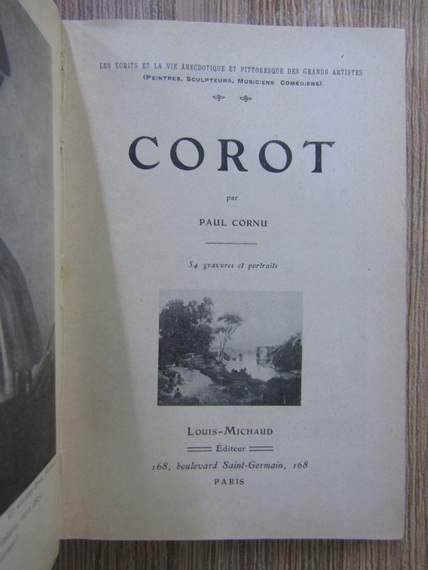 LES ÉCRITS ET LA VIE ANECDOTIQUE ET PITTORESQUE DES GRANDS ARTISTES
(PEINTRES, SCULPTEURS, MUSICIENS COMÉDIENS)
COROT
par
PAUL CORNU
54 gravures et portraits
LOUIS-MICHAUD
Éditeur
168, boulevard Saint-Germain, 168
PARIS